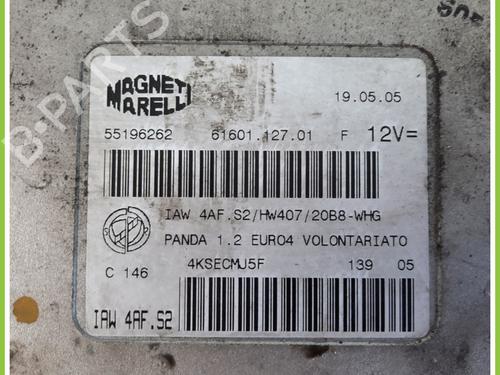 MAGNETI
MARELLI
19.05.05
55196262 61601.127.01 F 12V=
IAW 4AF.S2/HW407/20B8-WHG
PANDA 1.2 EURO4 VOLONTARIATO
C 146 4KSECMJ5F 139 05
IAW 4AF.S2
B-PARTS